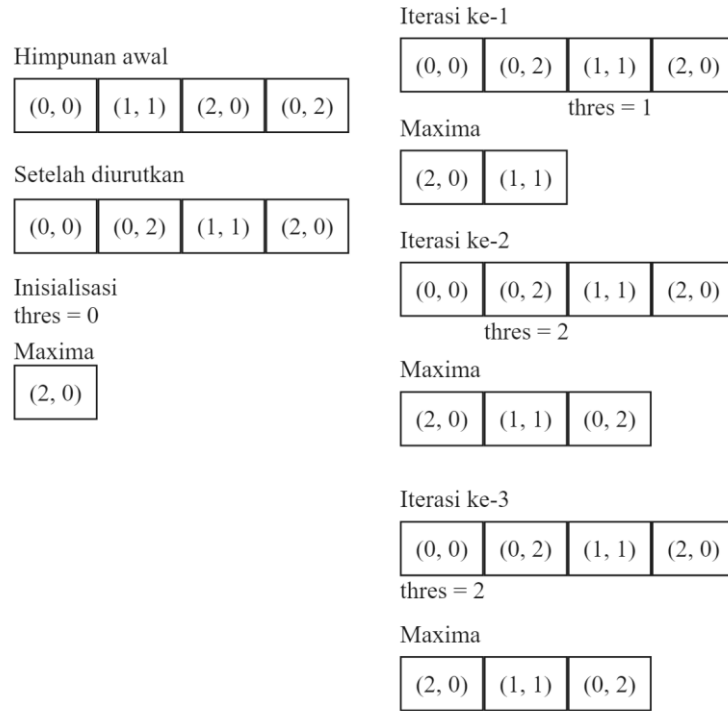 Himpunan awal
(0, 0) (1, 1) (2, 0) (0, 2)
Setelah diurutkan
(0, 0) (0, 2) (1, 1) (2, 0)
Inisialisasi
thres = 0
Maxima
(2, 0)
Iterasi ke-1
(0, 0) (0, 2) (1, 1) (2, 0)
thres = 1
Maxima
(2, 0) (1, 1)
Iterasi ke-2
(0, 0) (0, 2) (1, 1) (2, 0)
thres = 2
Maxima
(2, 0) (1, 1) (0, 2)
Iterasi ke-3
(0, 0) (0, 2) (1, 1) (2, 0)
thres = 2
Maxima
(2, 0) (1, 1) (0, 2)